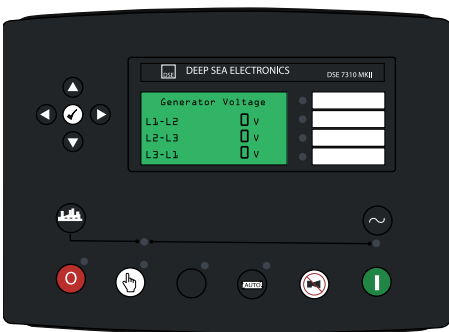 DSE DEEP SEA ELECTRONICS
DSE 7310 MKII
Generator Voltage
L1-L2 0 V
L2-L3 0 V
L3-L1 0 V
O
AUTO
I